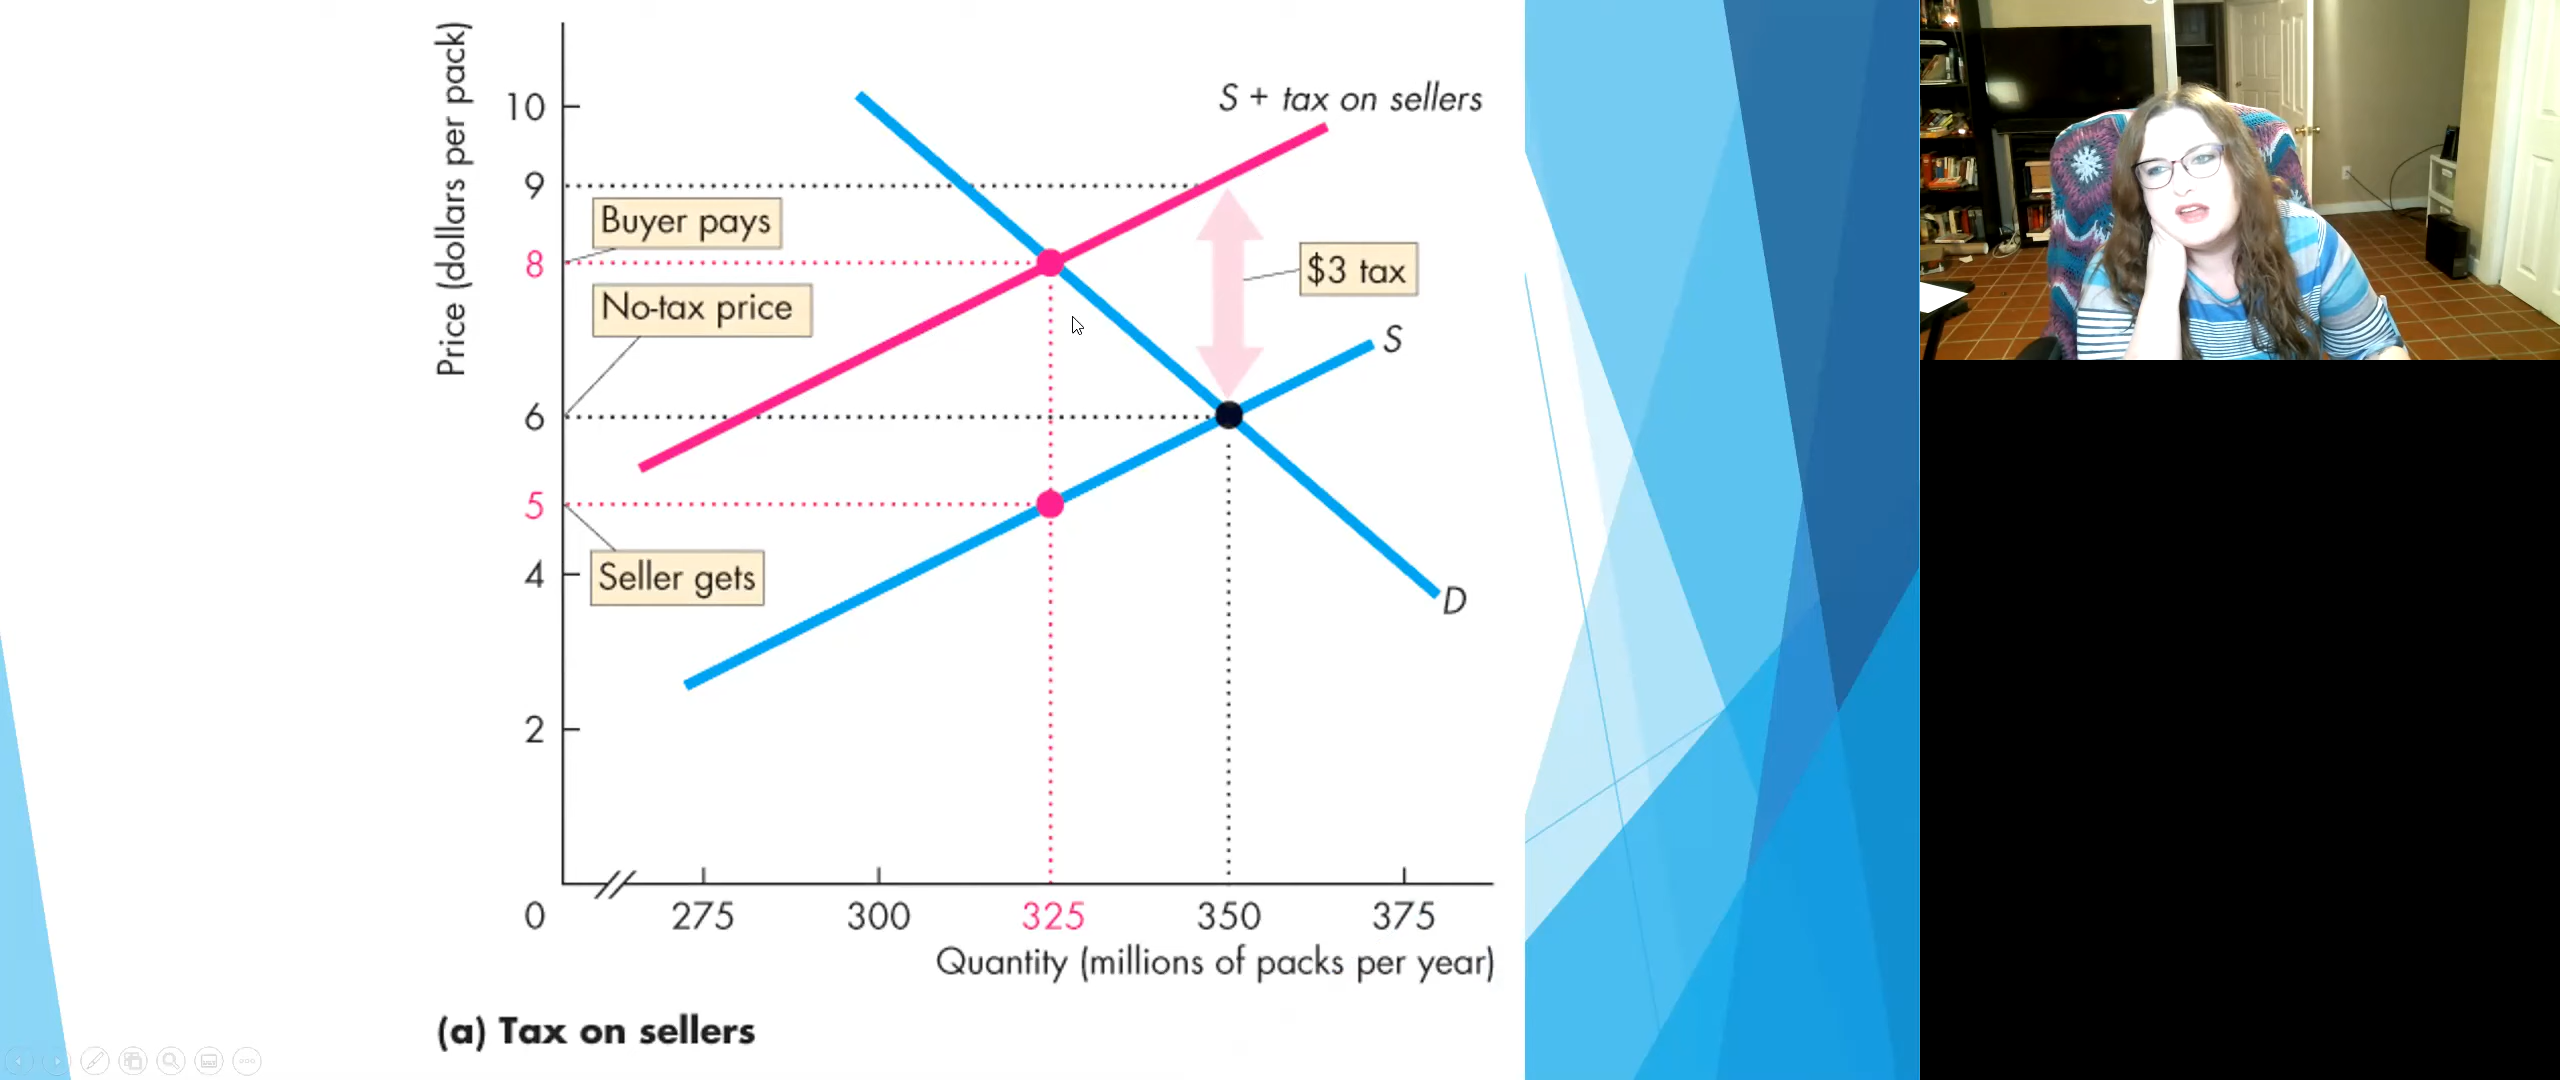 Price (dollars per pack)
10
9
8
6
5
4
2
0
Buyer pays
No-tax price
Seller gets
S + tax on sellers
$3 tax
S
D
275 300 325 350 375
Quantity (millions of packs per year)
(a) Tax on sellers